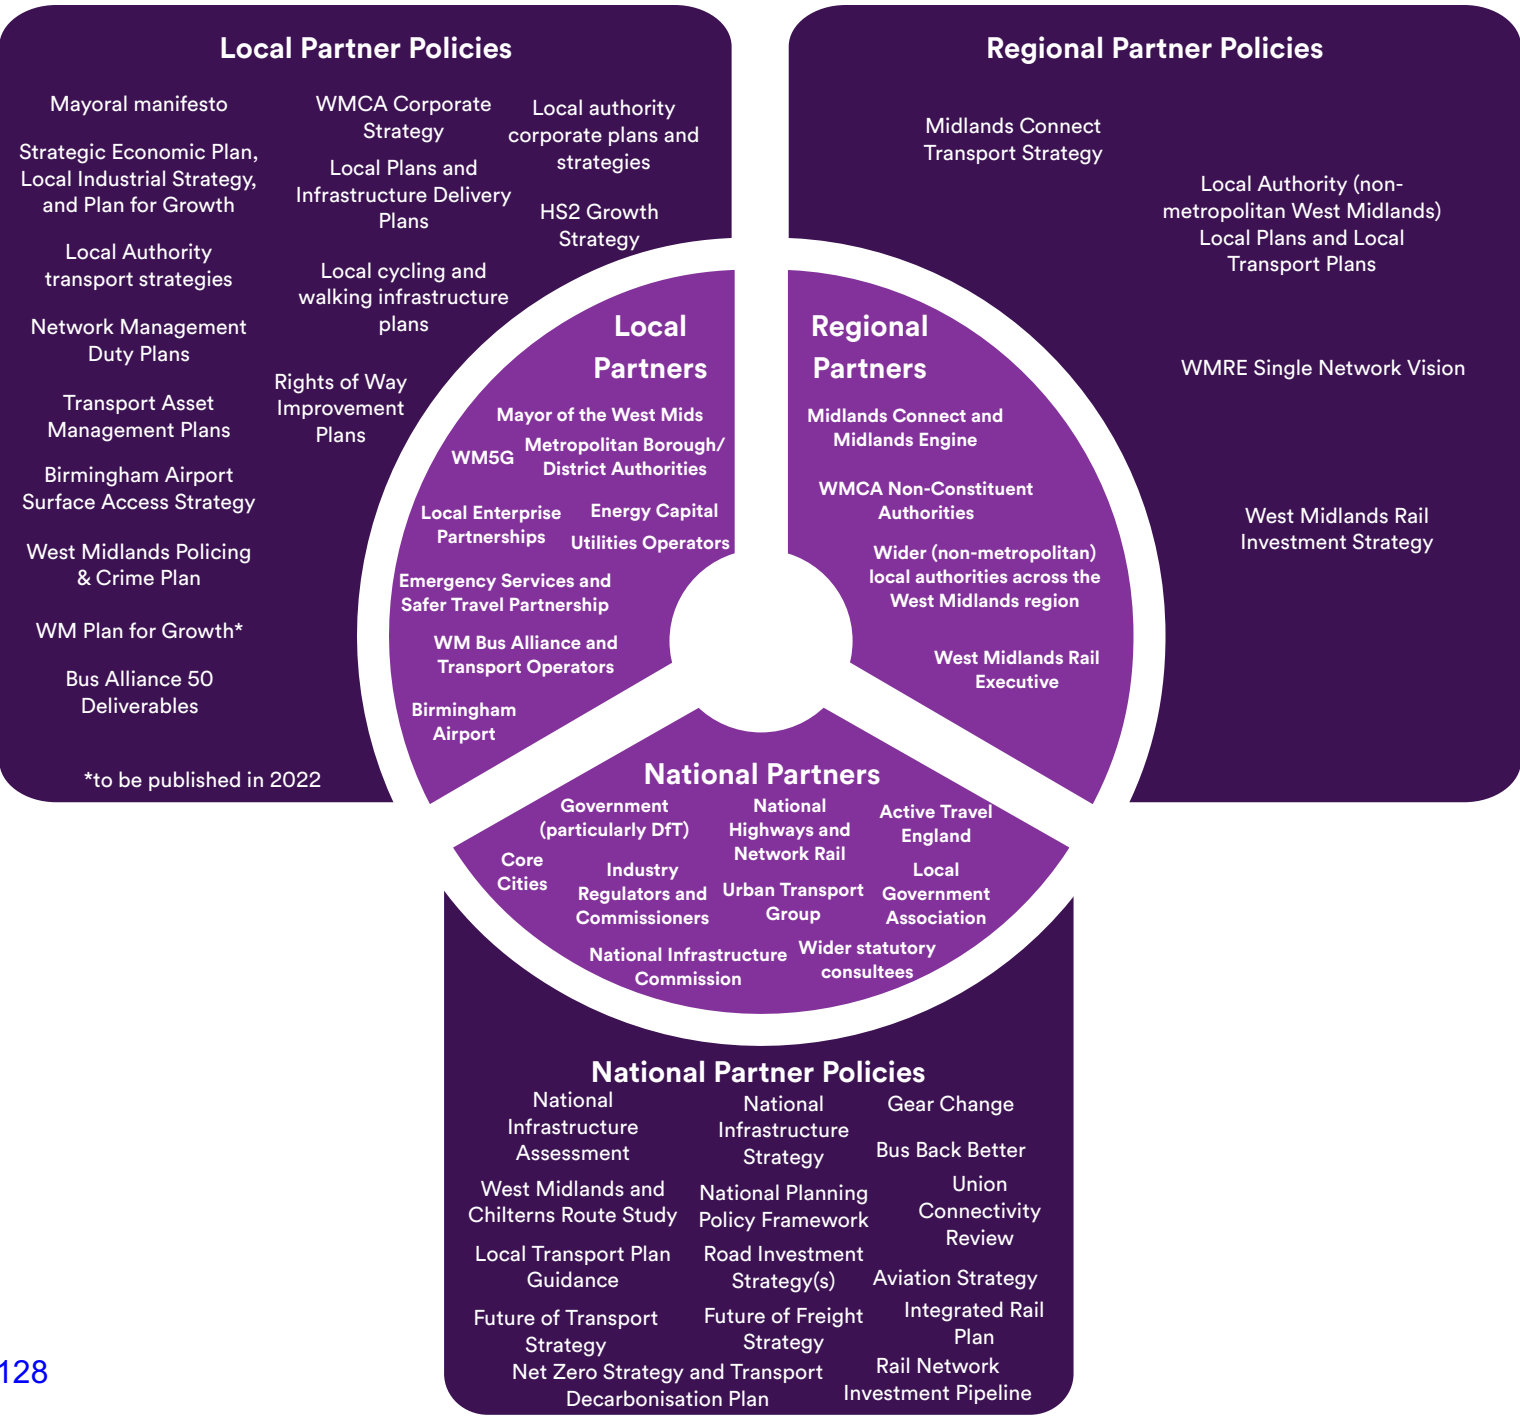 Local Partner Policies
Mayoral manifesto
Strategic Economic Plan,
Local Industrial Strategy,
and Plan for Growth
Local Authority
transport strategies
Network Management
Duty Plans
Transport Asset
Management Plans
Birmingham Airport
Surface Access Strategy
West Midlands Policing
& Crime Plan
WM Plan for Growth*
Bus Alliance 50
Deliverables
*to be published in 2022
WMCA Corporate
Strategy
Local Plans and
Infrastructure Delivery
Plans
Local cycling and
walking infrastructure
plans
Rights of Way
Improvement
Plans
Local authority
corporate plans and
strategies
HS2 Growth
Strategy
Regional Partner Policies
Midlands Connect
Transport Strategy
Local Authority (non-
metropolitan West Midlands)
Local Plans and Local
Transport Plans
WMRE Single Network Vision
West Midlands Rail
Investment Strategy
Local
Partners
Mayor of the West Mids
WM5G
Metropolitan Borough/
District Authorities
Local Enterprise
Partnerships
Energy Capital
Utilities Operators
Emergency Services and
Safer Travel Partnership
WM Bus Alliance and
Transport Operators
Birmingham
Airport
Regional
Partners
Midlands Connect and
Midlands Engine
WMCA Non-Constituent
Authorities
Wider (non-metropolitan)
local authorities across the
West Midlands region
West Midlands Rail
Executive
National Partners
Government
(particularly DfT)
National
Highways and
Network Rail
Active Travel
England
Core
Cities
Industry
Regulators and
Commissioners
Urban Transport
Group
Local
Government
Association
National Infrastructure
Commission
Wider statutory
consultees
National Partner Policies
National
Infrastructure
Assessment
West Midlands and
Chilterns Route Study
Local Transport Plan
Guidance
Future of Transport
Strategy
Net Zero Strategy and Transport
Decarbonisation Plan
National
Infrastructure
Strategy
National Planning
Policy Framework
Road Investment
Strategy(s)
Future of Freight
Strategy
Gear Change
Bus Back Better
Union
Connectivity
Review
Aviation Strategy
Integrated Rail
Plan
Rail Network
Investment Pipeline
128